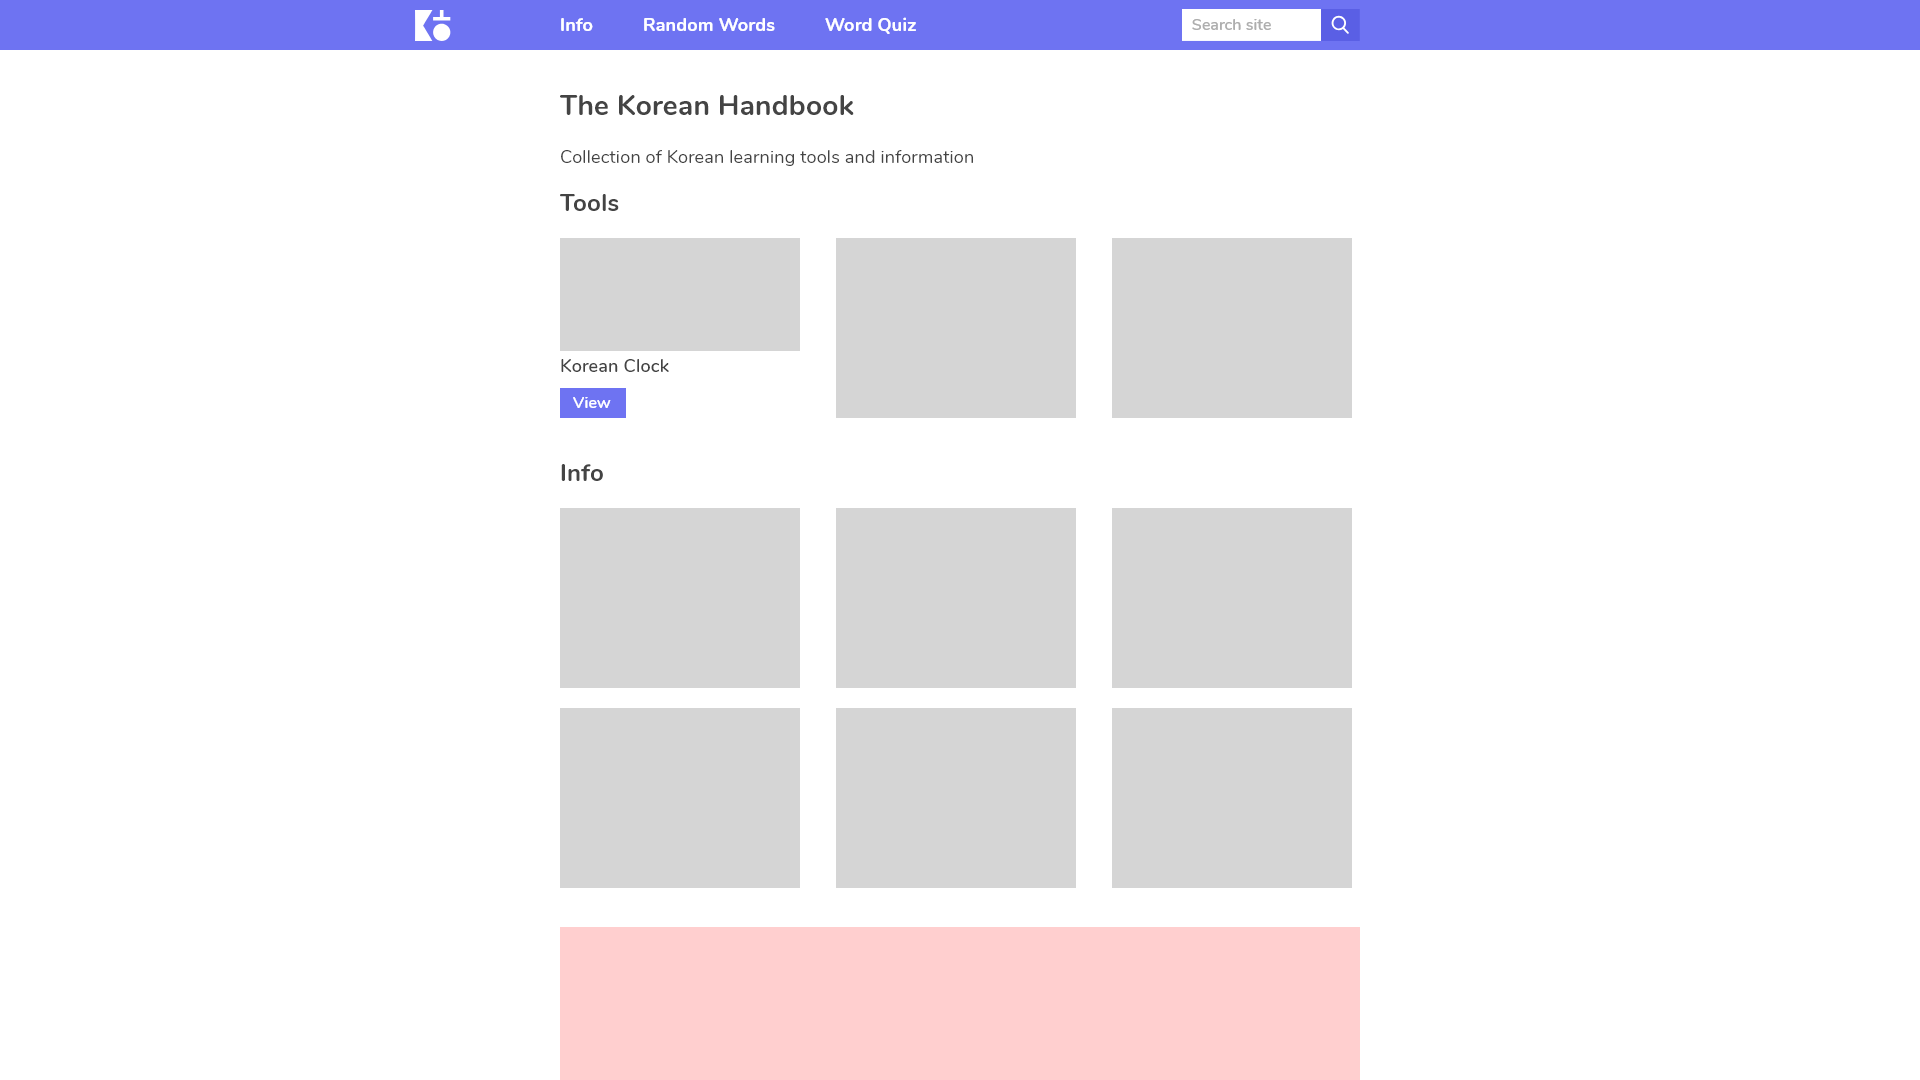 Info
Random Words
Word Quiz
Search site
The Korean Handbook
Collection of Korean learning tools and information
Tools
Korean Clock
View
Info